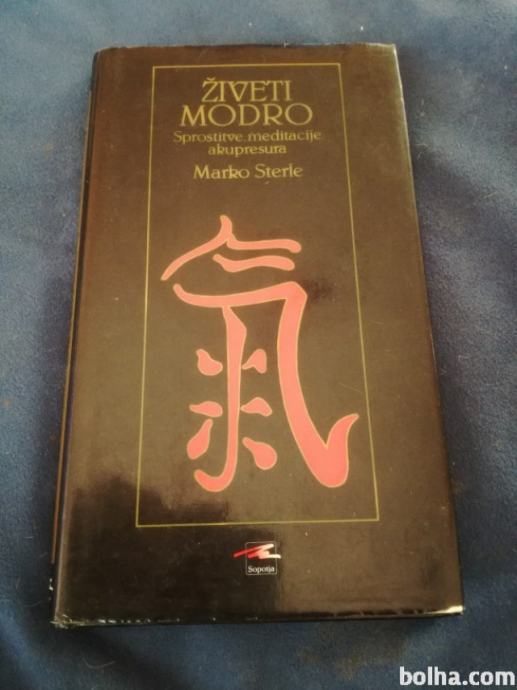 ŽIVETI
MODRO
Sprostitve, meditacije,
akupresura
Marko Sterle
氣
Sopotja
bolha.com